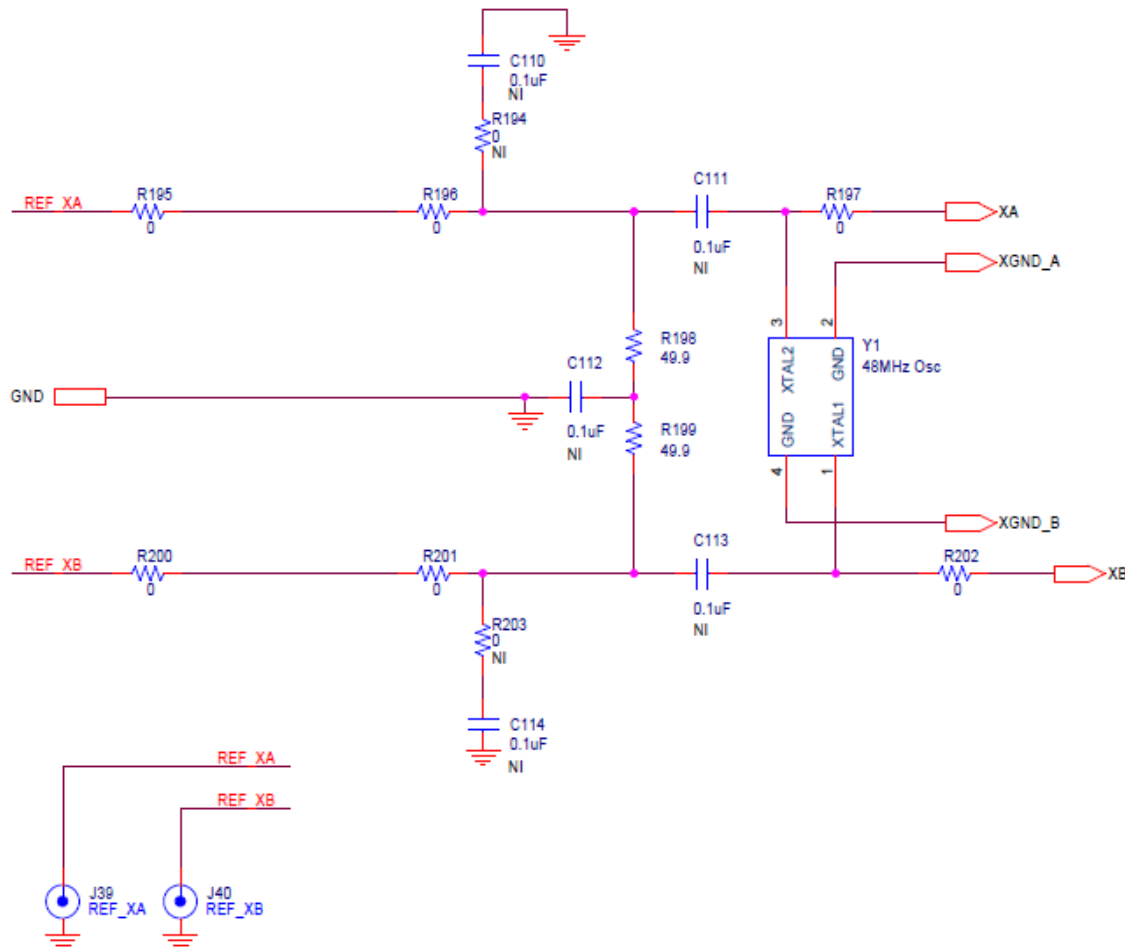 C110
0.1uF
NI
R194
0
NI
REF_XA
R195
0
R196
0
C111
0.1uF
NI
R197
0
XA
XGND_A
3
2
XTAL2
GND
GND
XTAL1
4
1
Y1
48MHz Osc
R198
49.9
GND
C112
0.1uF
NI
R199
49.9
XGND_B
REF_XB
R200
0
R201
0
C113
0.1uF
NI
R202
0
XB
R203
0
NI
C114
0.1uF
NI
REF_XA
REF_XB
J39
REF_XA
J40
REF_XB